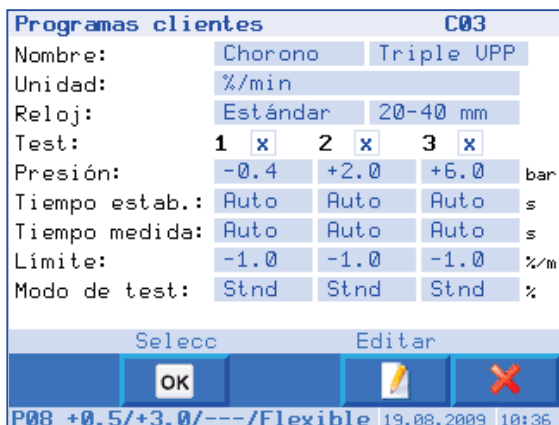 Programas clientes C03
Nombre: Chorono Triple UPP
Unidad: %/min
Reloj: Estándar 20-40 mm
Test: 1 x 2 x 3 x
Presión: -0.4 +2.0 +6.0 bar
Tiempo estab.: Auto Auto Auto s
Tiempo medida: Auto Auto Auto s
Límite: -1.0 -1.0 -1.0 %/m
Modo de test: Stnd Stnd Stnd %
Selecc Editar
OK
P08 +0.5/+3.0/---/Flexible 19.08.2009 10:36